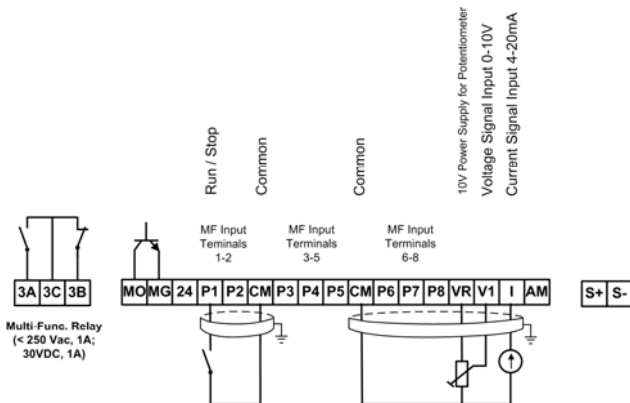 Run / Stop
Common
Common
10V Power Supply for Potentiometer
Voltage Signal Input 0-10V
Current Signal Input 4-20mA
MF Input
Teminals
1-2
MF Input
Teminals
3-5
MF Input
Teminals
6-8
3A 3C 3B
MO MG 24 P1 P2 CM P3 P4 P5 CM P6 P7 P8 VR V1 I AM
S+ S-
Multi-Func. Relay
(< 250 Vac, 1A;
30VDC, 1A)